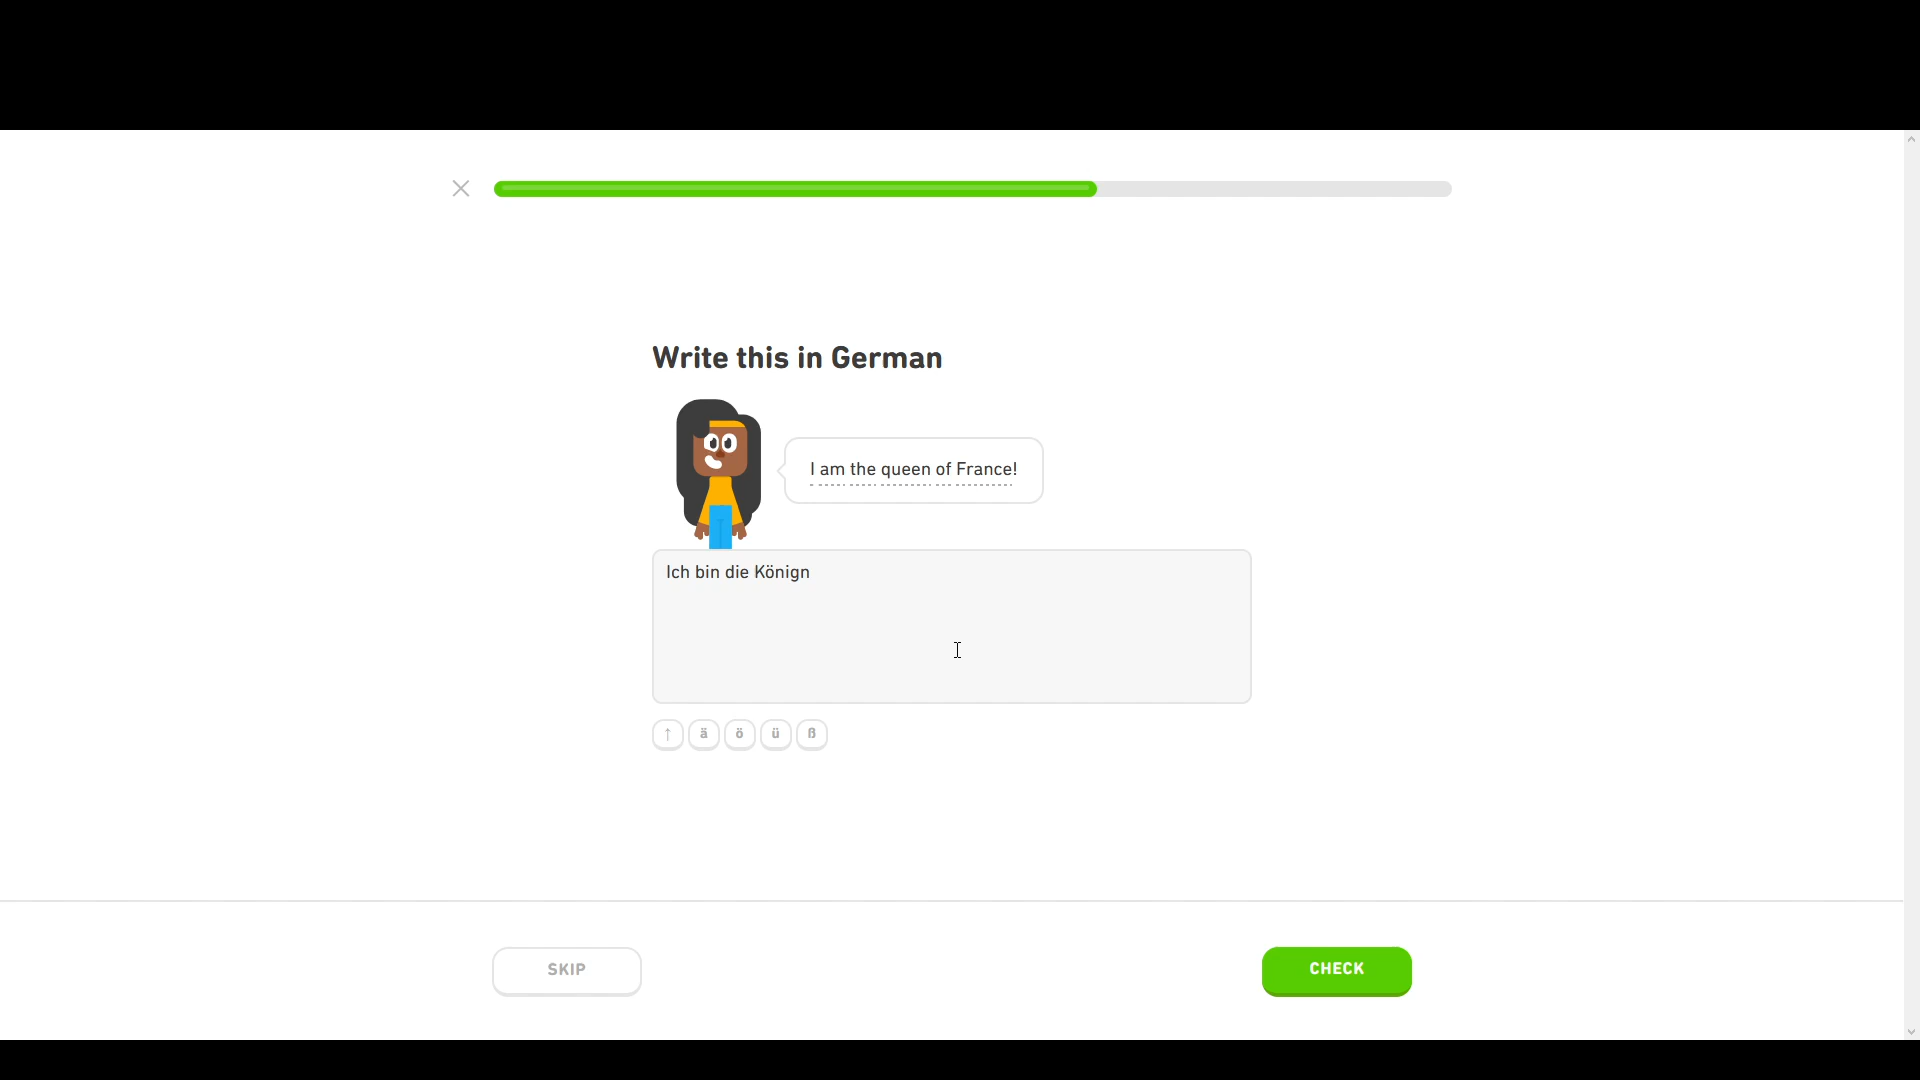 Write this in German
I am the queen of France!
Ich bin die Könign
↑ ä ö ü ß
SKIP
CHECK